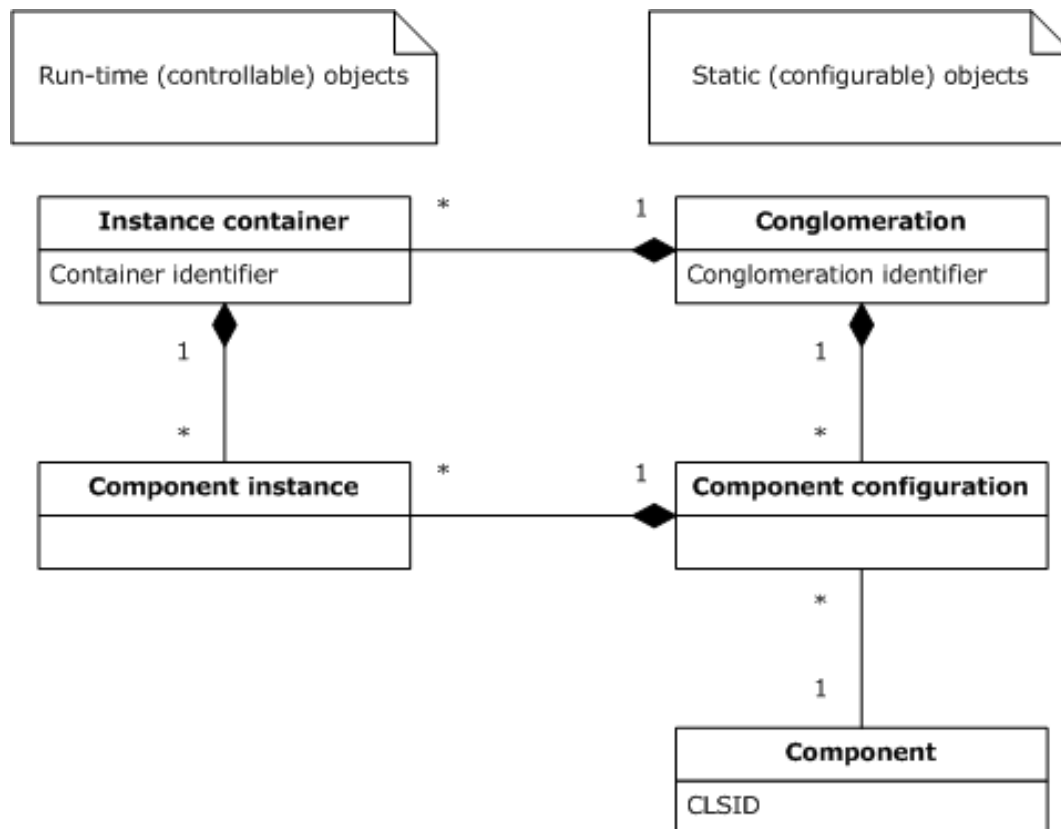 Run-time (controllable) objects
Static (configurable) objects
* 1
Instance container
Conglomeration
Container identifier
Conglomeration identifier
1
1
*
*
* 1
Component instance
Component configuration
*
1
Component
CLSID